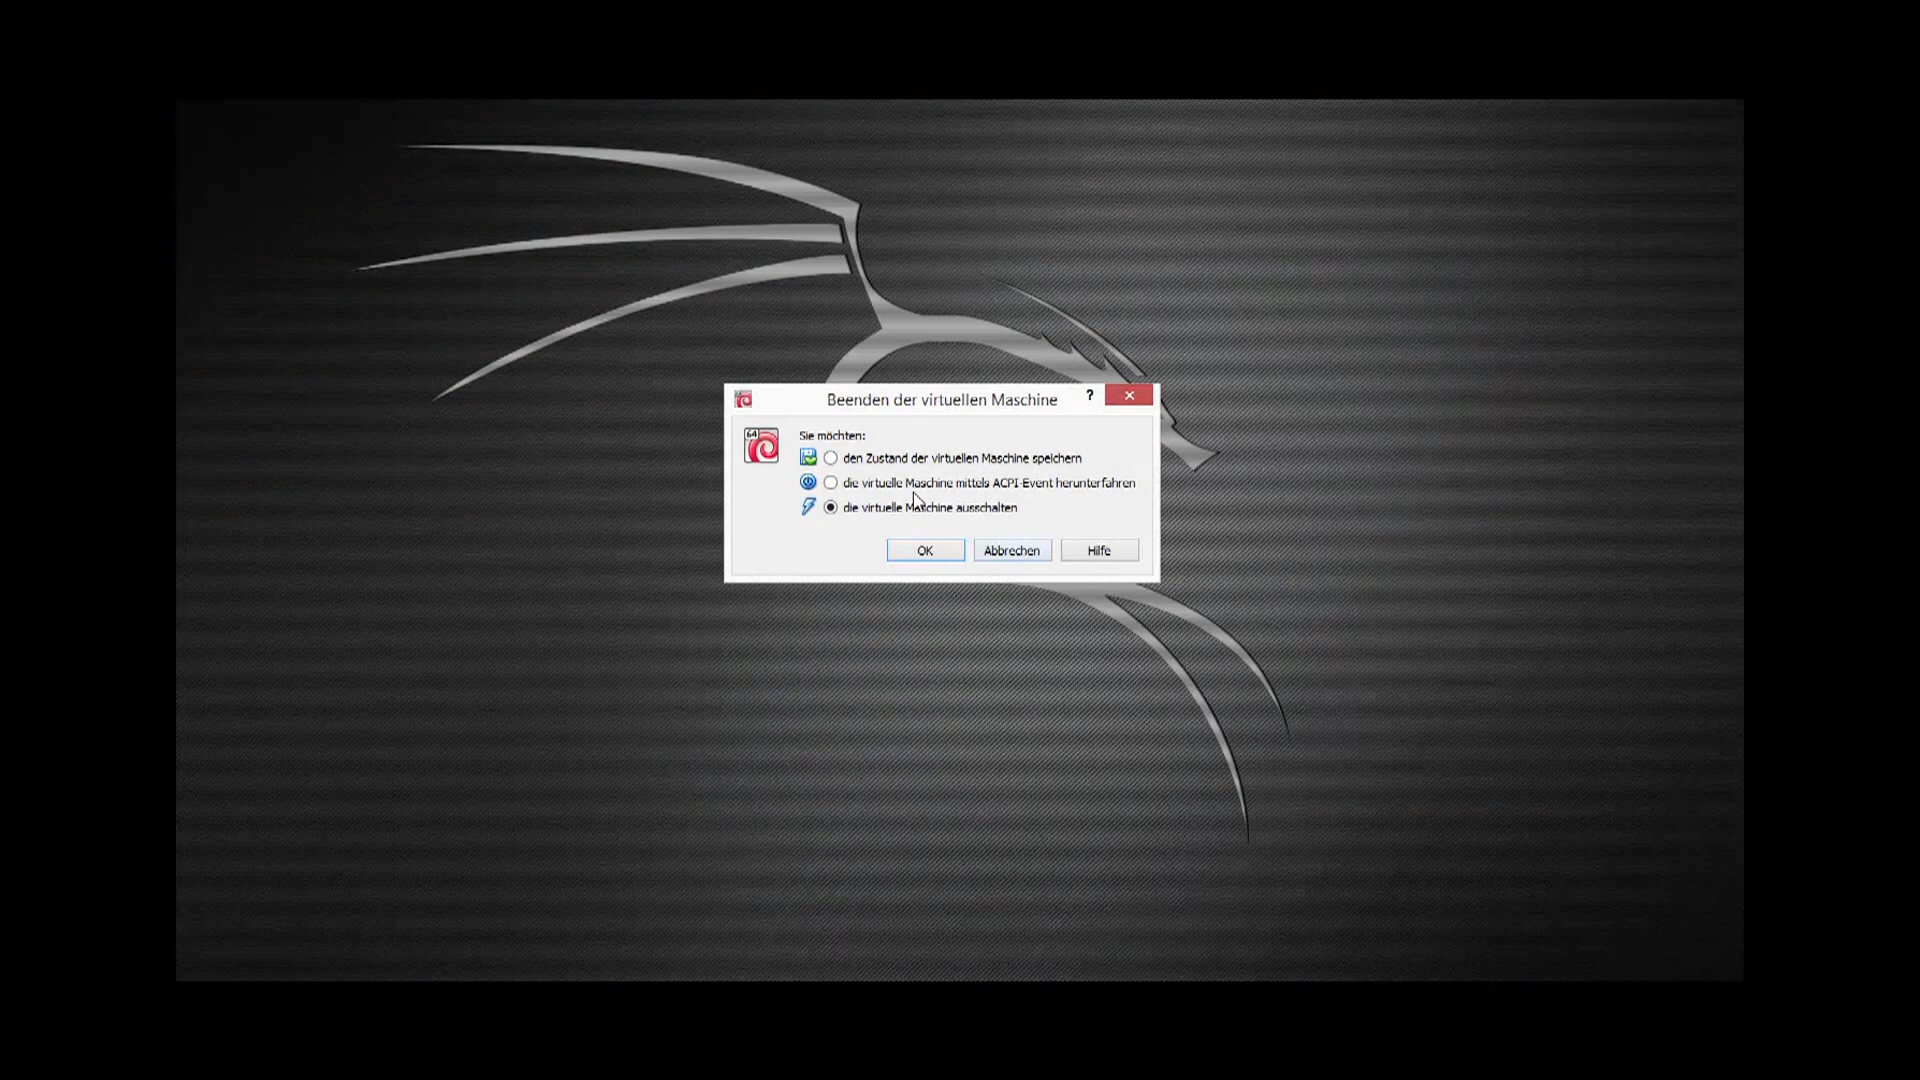 Beenden der virtuellen Maschine
?
64
Sie möchten:
den Zustand der virtuellen Maschine speichern
die virtuelle Maschine mittels ACPI-Event herunterfahren
die virtuelle Maschine ausschalten
OK Abbrechen Hilfe